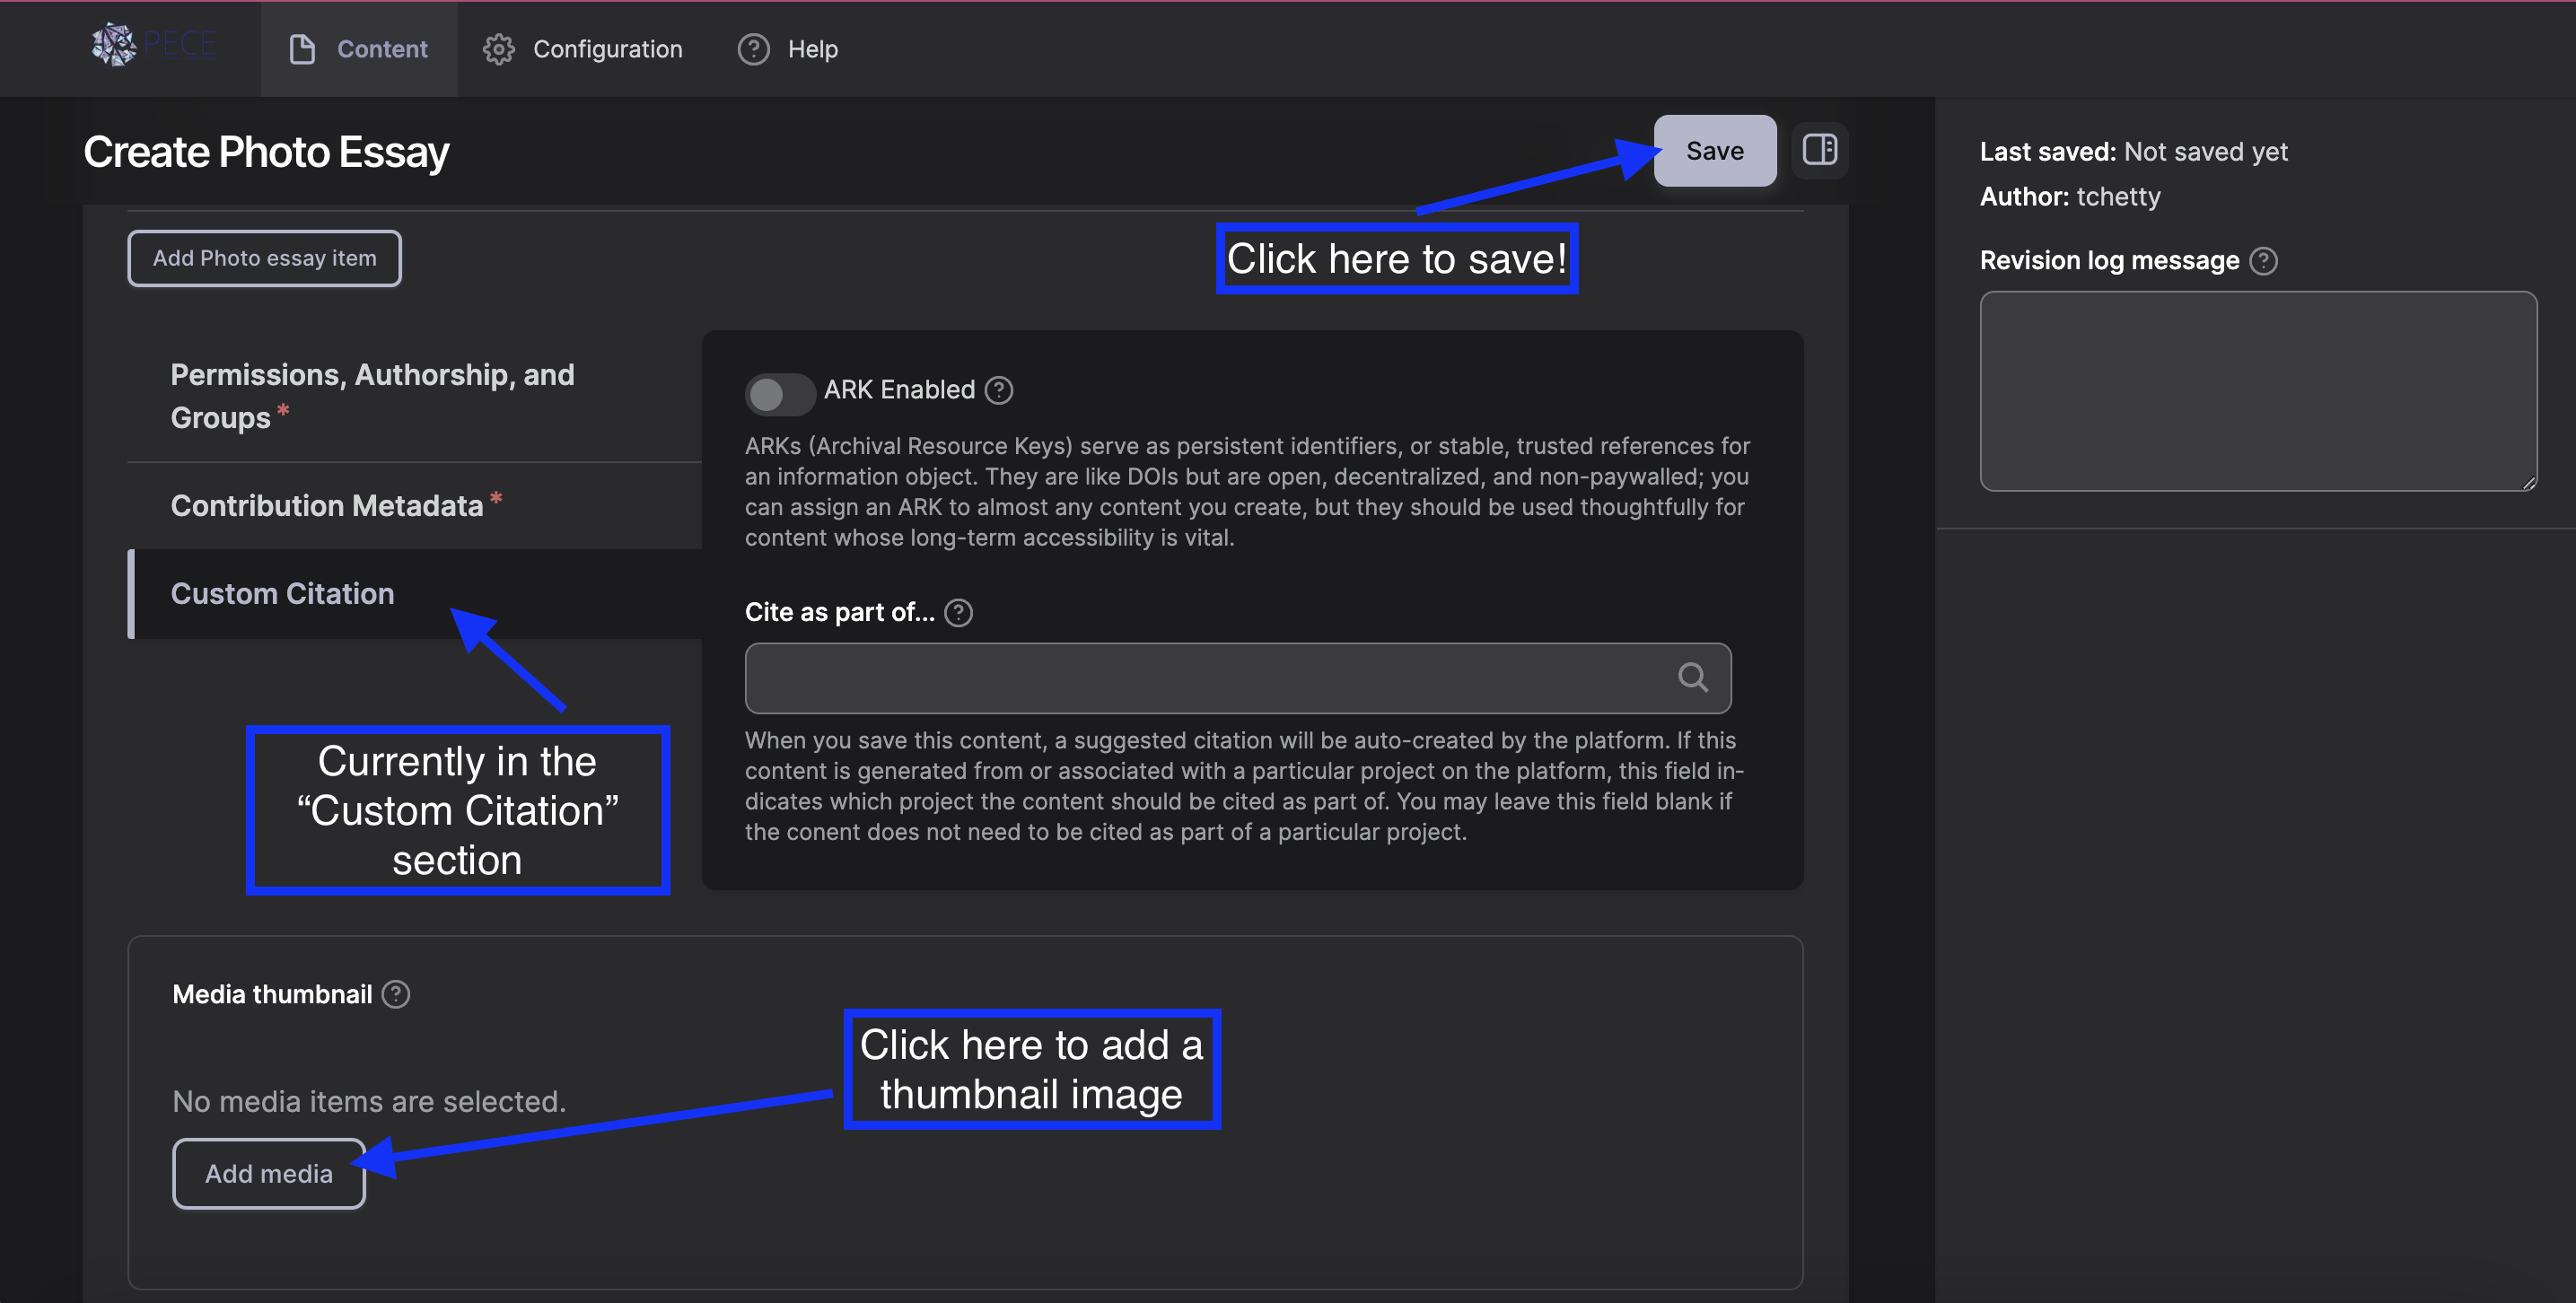 PECE
Content
Configuration
Help
Create Photo Essay
Save
Last saved: Not saved yet
Author: tchetty
Add Photo essay item
Click here to save!
Revision log message
Permissions, Authorship, and
Groups *
ARK Enabled
ARKs (Archival Resource Keys) serve as persistent identifiers, or stable, trusted references for
an information object. They are like DOIs but are open, decentralized, and non-paywalled; you
can assign an ARK to almost any content you create, but they should be used thoughtfully for
content whose long-term accessibility is vital.
Contribution Metadata *
Custom Citation
Cite as part of...
When you save this content, a suggested citation will be auto-created by the platform. If this
content is generated from or associated with a particular project on the platform, this field in-
dicates which project the content should be cited as part of. You may leave this field blank if
the conent does not need to be cited as part of a particular project.
Currently in the
“Custom Citation”
section
Media thumbnail
Click here to add a
thumbnail image
No media items are selected.
Add media